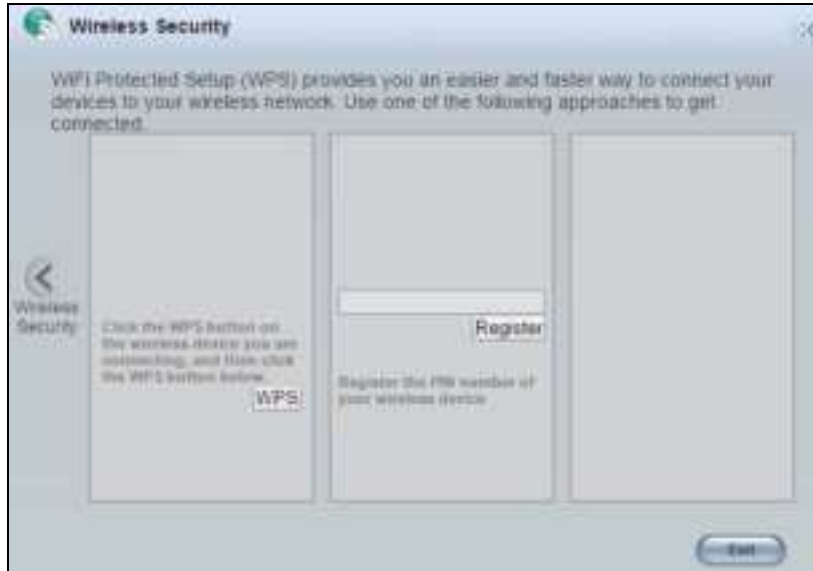 Wireless Security
WiFi Protected Setup (WPS) provides you an easier and faster way to connect your
devices to your wireless network. Use one of the following approaches to get
connected.
Wireless
Security
Click the WPS button on
the wireless device you are
connecting, and then click
the WPS button below.
WPS
Register
Register the PIN number of
your wireless device
Exit